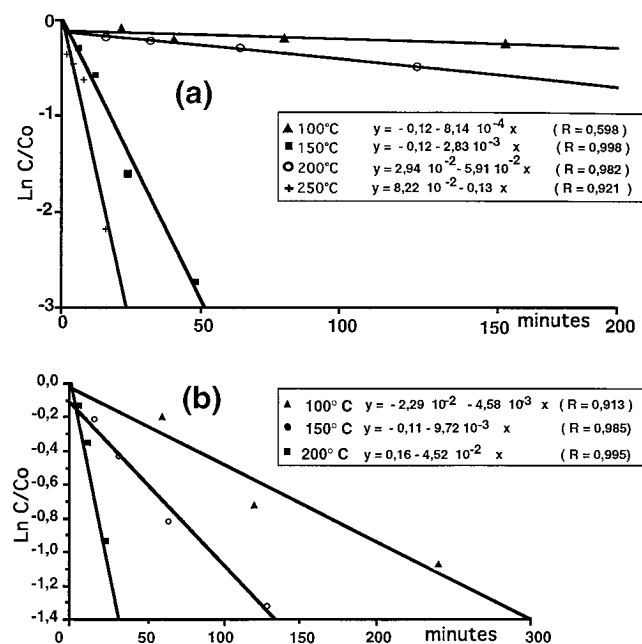 0
(a)
▲ 100°C y = - 0,12 - 8,14 10⁻⁴ x ( R = 0,598)
■ 150°C y = - 0,12 - 2,83 10⁻³ x ( R = 0,998)
○ 200°C y = 2,94 10⁻² - 5,91 10⁻² x ( R = 0,982)
+ 250°C y = 8,22 10⁻² - 0,13 x ( R = 0,921)
-1
-2
-3
Ln C/Co
0 50 100 150 minutes 200
(b)
0,0
-0,2
-0,4
-0,6
-0,8
-1,0
-1,2
-1,4
Ln C/Co
▲ 100° C y = - 2,29 10⁻² - 4,58 10⁻³ x ( R = 0,913)
● 150° C y = - 0,11 - 9,72 10⁻³ x ( R = 0,985)
■ 200° C y = 0,16 - 4,52 10⁻² x ( R = 0,995)
0 50 100 200 minutes 300